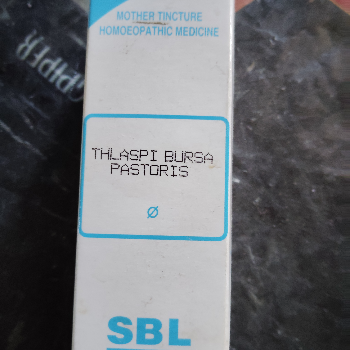 MOTHER TINCTURE
HOMOEOPATHIC MEDICINE
THLASPI BURSA
PASTORIS
Ø
SBL